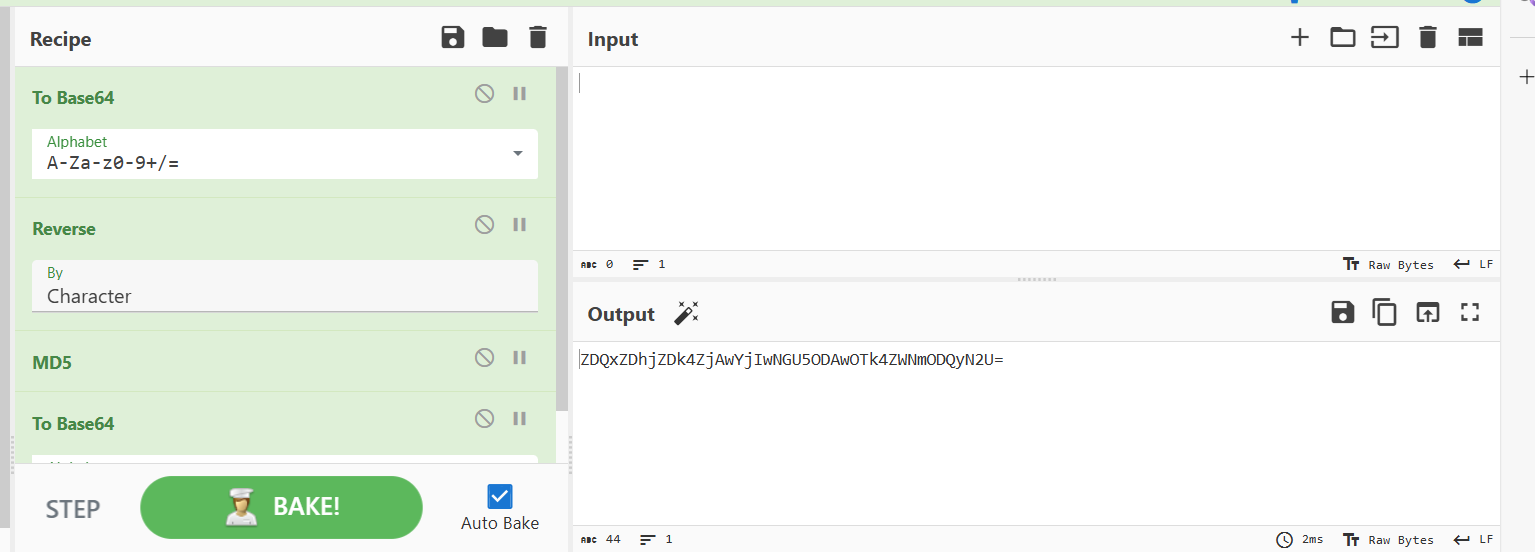 Recipe
To Base64
Alphabet
A-Za-z0-9+/=
Reverse
By
Character
MD5
To Base64
STEP
BAKE!
Auto Bake
Input
ABC 0
1
Raw Bytes
LF
Output
ZDQxZDhjZDk4ZjAwYjIwNGU5ODAwOTk4ZWNmODQyN2U=
ABC 44
1
2ms
Raw Bytes
LF